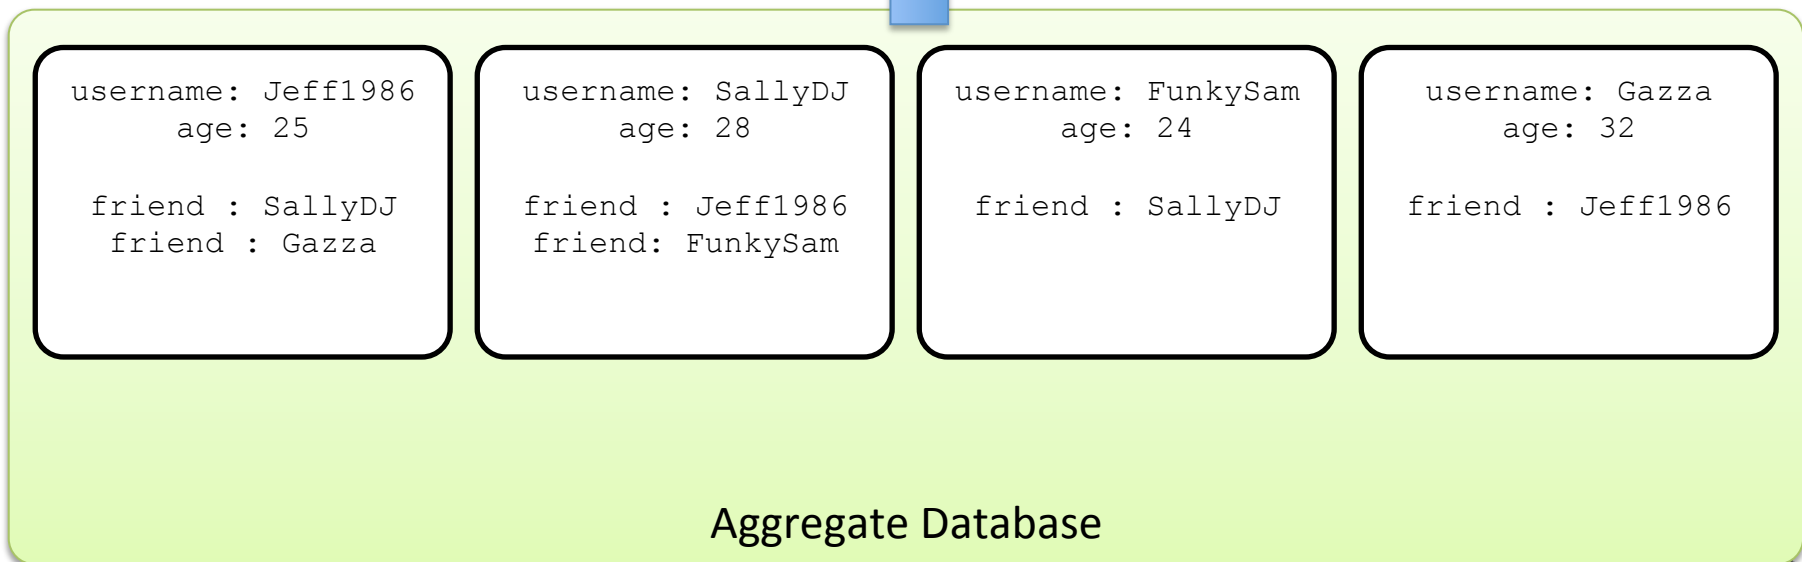 username: Jeff1986
age: 25
friend : SallyDJ
friend : Gazza
username: SallyDJ
age: 28
friend : Jeff1986
friend: FunkySam
username: FunkySam
age: 24
friend : SallyDJ
username: Gazza
age: 32
friend : Jeff1986
Aggregate Database